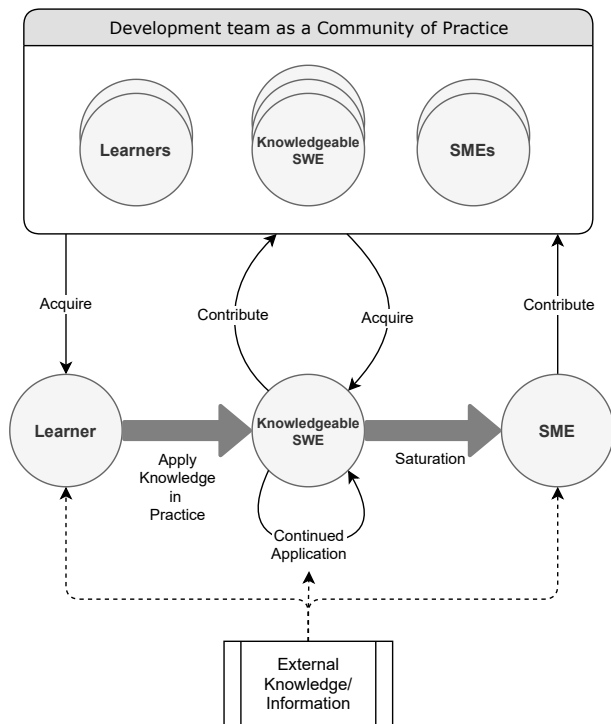 Development team as a Community of Practice
Learners
Knowledgeable
SWE
SMEs
Acquire
Contribute
Acquire
Contribute
Learner
Knowledgeable
SWE
SME
Apply
Knowledge
in
Practice
Saturation
Continued
Application
External
Knowledge/
Information